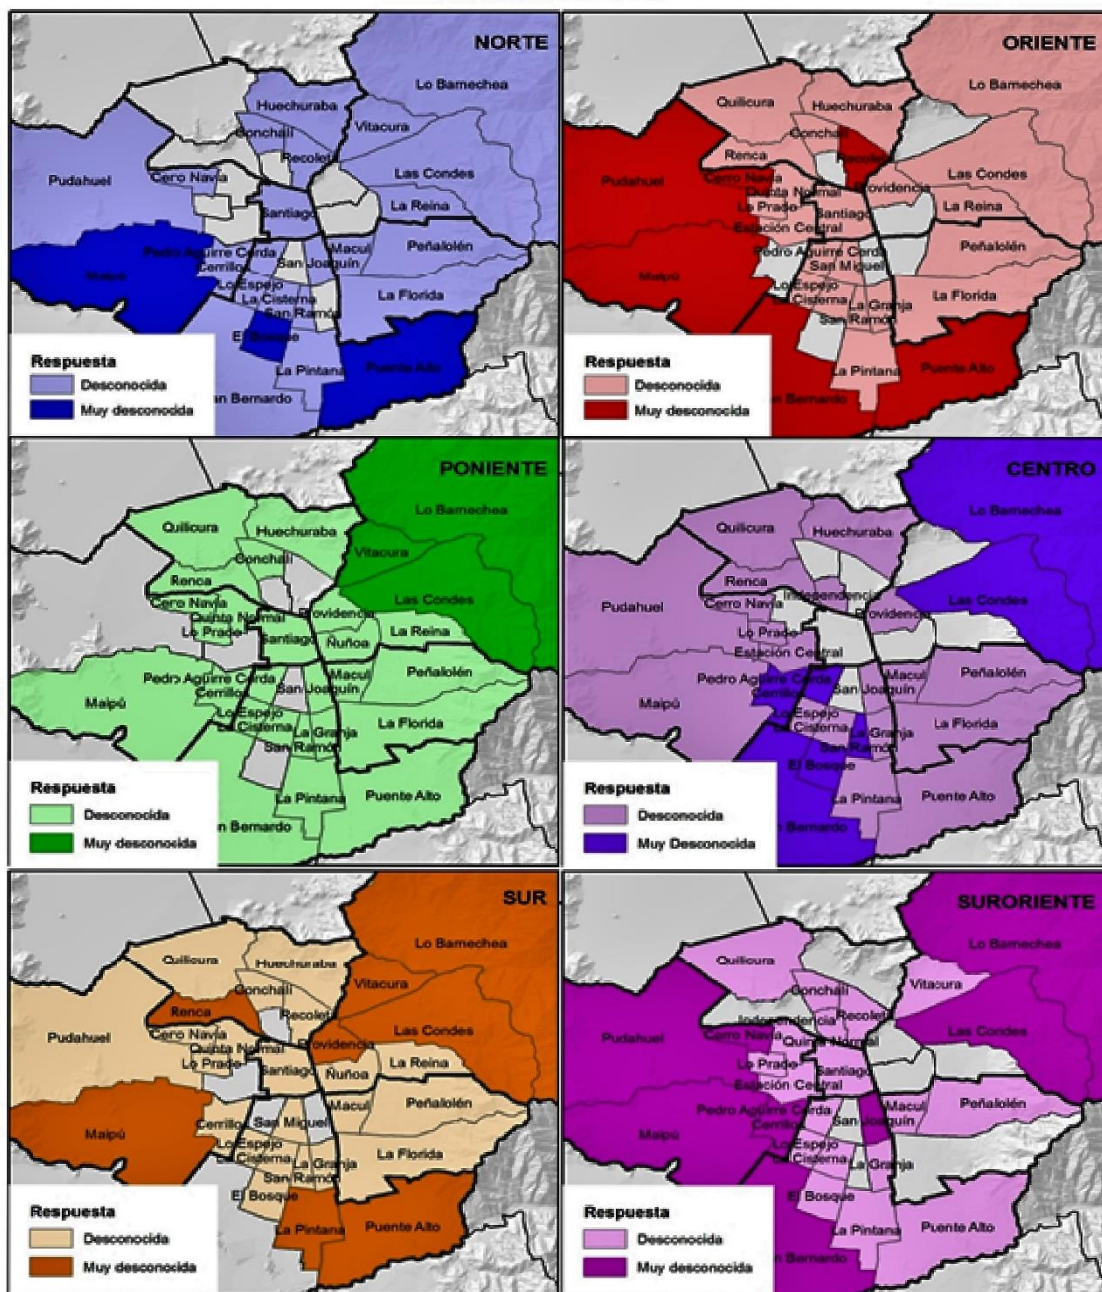 NORTE
Lo Barnechea
Huechuraba
Vitacura
Conchalí
Recoleta
Pudahuel
Cerro Navia
Las Condes
La Reina
Santiago
Pedro Aguirre Cerda
Macul
Peñalolén
Maipú
Cerrillos
San Joaquín
Lo Espejo
La Cisterna
La Florida
San Ramón
El Bosque
La Pintana
Puente Alto
an Bernardo
Respuesta
Desconocida
Muy desconocida
ORIENTE
Lo Barnechea
Quilicura
Huechuraba
Conchalí
Renca
Recoleta
Pudahuel
Cerro Navia
Las Condes
Quinta Normal
Providencia
Lo Prado
Santiago
La Reina
Estación Central
Pedro Aguirre Cerda
Peñalolén
Maipú
San Miguel
Lo Espejo
Cisterna
La Granja
La Florida
San Ramón
La Pintana
Puente Alto
n Bernardo
Respuesta
Desconocida
Muy desconocida
PONIENTE
Lo Barnechea
Quilicura
Huechuraba
Vitacura
Conchalí
Renca
Cerro Navia
Las Condes
Quinta Normal
Providencia
Lo Prado
Santiago
Ñuñoa
La Reina
Pedro Aguirre Cerda
Macul
Peñalolén
Maipú
Cerrillos
San Joaquín
Lo Espejo
La Cisterna
La Granja
La Florida
San Ramón
La Pintana
Puente Alto
n Bernardo
Respuesta
Desconocida
Muy desconocida
CENTRO
Lo Barnechea
Quilicura
Huechuraba
Renca
Independencia
Pudahuel
Cerro Navia
Las Condes
Providencia
Lo Prado
Estación Central
Pedro Aguirre Cerda
Macul
Peñalolén
Maipú
Cerrillos
San Joaquín
Lo Espejo
La Cisterna
La Granja
La Florida
San Ramón
El Bosque
La Pintana
Puente Alto
n Bernardo
Respuesta
Desconocida
Muy Desconocida
SUR
Lo Barnechea
Quilicura
Huechuraba
Vitacura
Conchalí
Renca
Recoleta
Pudahuel
Cerro Navia
Las Condes
Quinta Normal
Providencia
Lo Prado
Santiago
Ñuñoa
La Reina
Macul
Peñalolén
Maipú
Cerrillos
San Miguel
Lo Espejo
La Cisterna
La Granja
La Florida
San Ramón
El Bosque
La Pintana
Puente Alto
Respuesta
Desconocida
Muy desconocida
SURORIENTE
Lo Barnechea
Quilicura
Vitacura
Conchalí
Recoleta
Independencia
Pudahuel
Cerro Navia
Las Condes
Quinta Normal
Lo Prado
Santiago
Estación Central
Pedro Aguirre Cerda
Macul
Peñalolén
Maipú
Cerrillos
San Joaquín
Lo Espejo
La Cisterna
La Granja
El Bosque
La Pintana
Puente Alto
n Bernardo
Respuesta
Desconocida
Muy desconocida